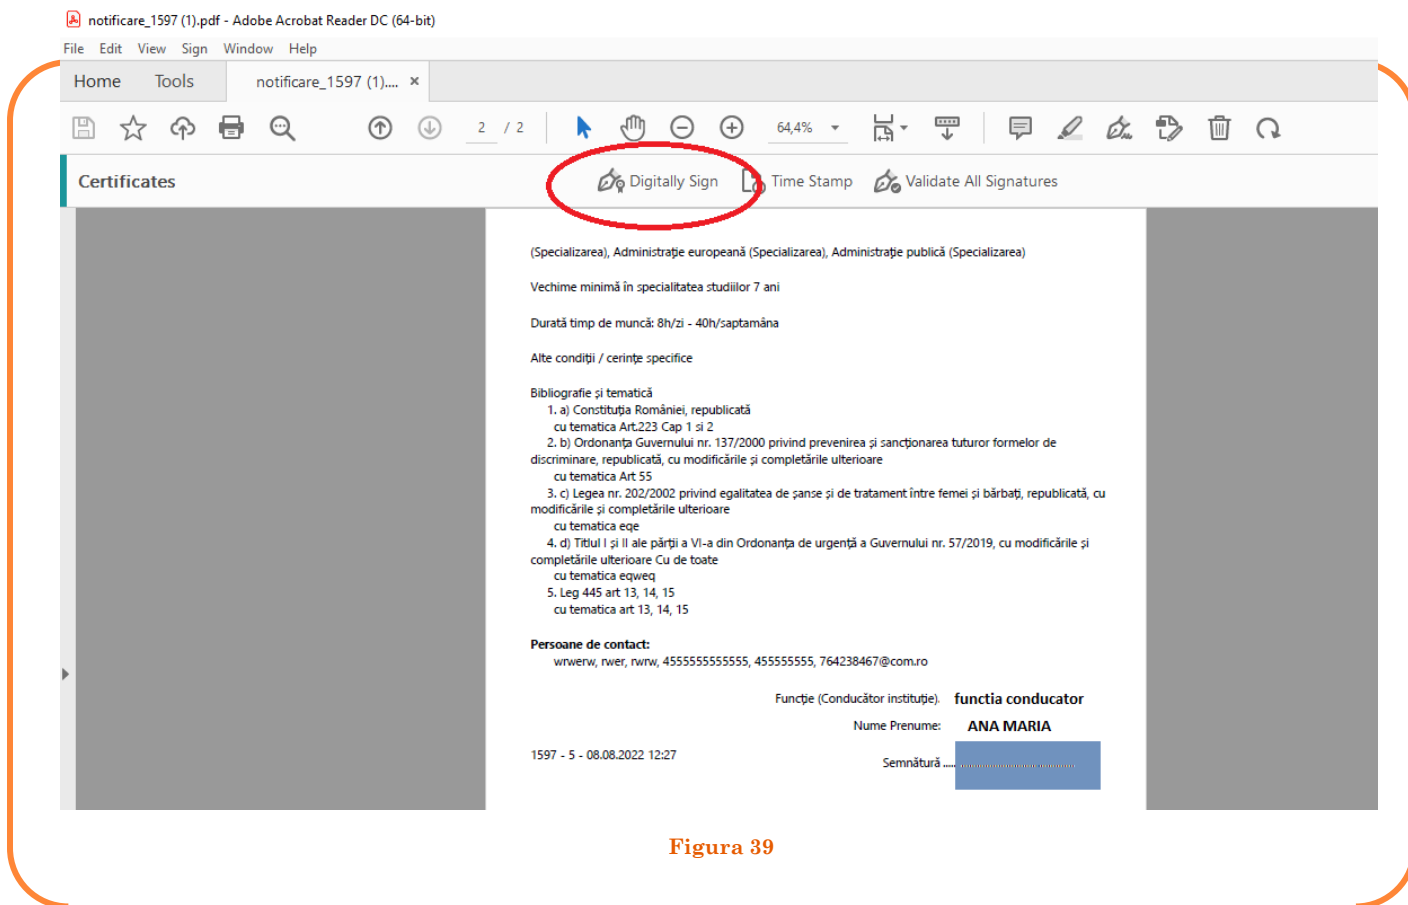 notificare_1597 (1).pdf - Adobe Acrobat Reader DC (64-bit)
File Edit View Sign Window Help
Home Tools notificare_1597 (1).... ×
2 / 2 64,4%
Certificates Digitally Sign Time Stamp Validate All Signatures
(Specializarea), Administrație europeană (Specializarea), Administrație publică (Specializarea)
Vechime minimă în specialitatea studiilor 7 ani
Durată timp de muncă: 8h/zi - 40h/saptamâna
Alte condiții / cerințe specifice
Bibliografie și tematică
1. a) Constituția României, republicată
cu tematica Art.223 Cap 1 si 2
2. b) Ordonanța Guvernului nr. 137/2000 privind prevenirea și sancționarea tuturor formelor de
discriminare, republicată, cu modificările și completările ulterioare
cu tematica Art 55
3. c) Legea nr. 202/2002 privind egalitatea de șanse și de tratament între femei și bărbați, republicată, cu
modificările și completările ulterioare
cu tematica eqe
4. d) Titlul I și II ale părții a VI-a din Ordonanța de urgență a Guvernului nr. 57/2019, cu modificările și
completările ulterioare Cu de toate
cu tematica eqweq
5. Leg 445 art 13, 14, 15
cu tematica art 13, 14, 15
Persoane de contact:
wrwerw, rwer, rwrw, 4555555555555, 455555555, 764238467@com.ro
Funcție (Conducător instituție). functia conducator
Nume Prenume: ANA MARIA
1597 - 5 - 08.08.2022 12:27
Semnătură .....
Figura 39